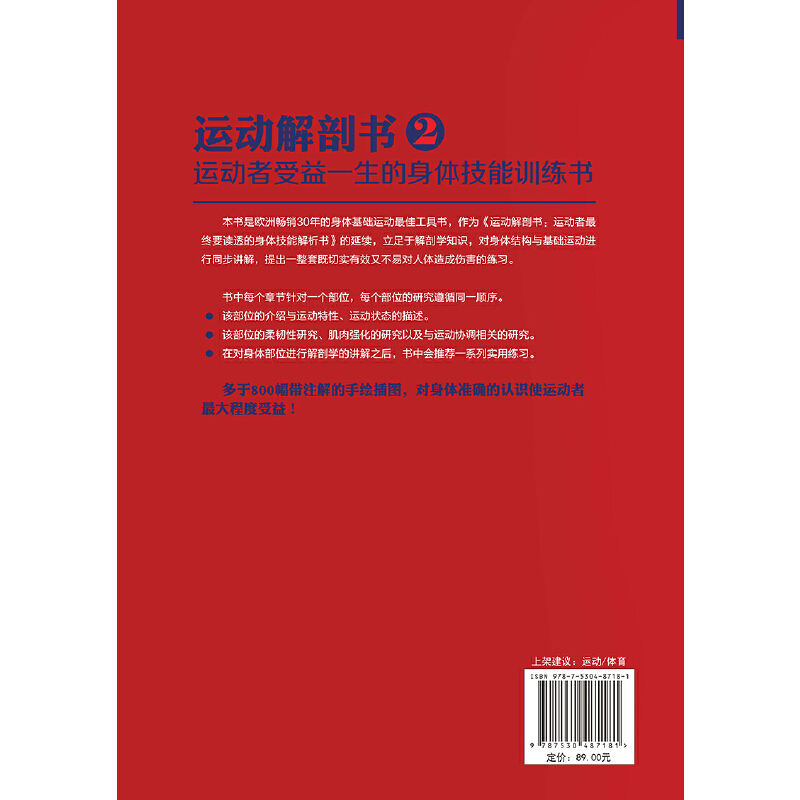 运动解剖书2
运动者受益一生的身体技能训练书
本书是欧洲畅销30年的身体基础运动最佳工具书，作为《运动解剖书：运动者最
终要读透的身体技能解析书》的延续，立足于解剖学知识，对身体结构与基础运动进
行同步讲解，提出一整套既切实有效又不易对人体造成伤害的练习。
书中每个章节针对一个部位，每个部位的研究遵循同一顺序。
● 该部位的介绍与运动特性、运动状态的描述。
● 该部位的柔韧性研究、肌肉强化的研究以及与运动协调相关的研究。
● 在对身体部位进行解剖学的讲解之后，书中会推荐一系列实用练习。
多于800幅带注解的手绘插图，对身体准确的认识使运动者
最大程度受益！
上架建议：运动/体育
ISBN 978-7-5304-8718-1
9 787530 487181>
定价：89.00元